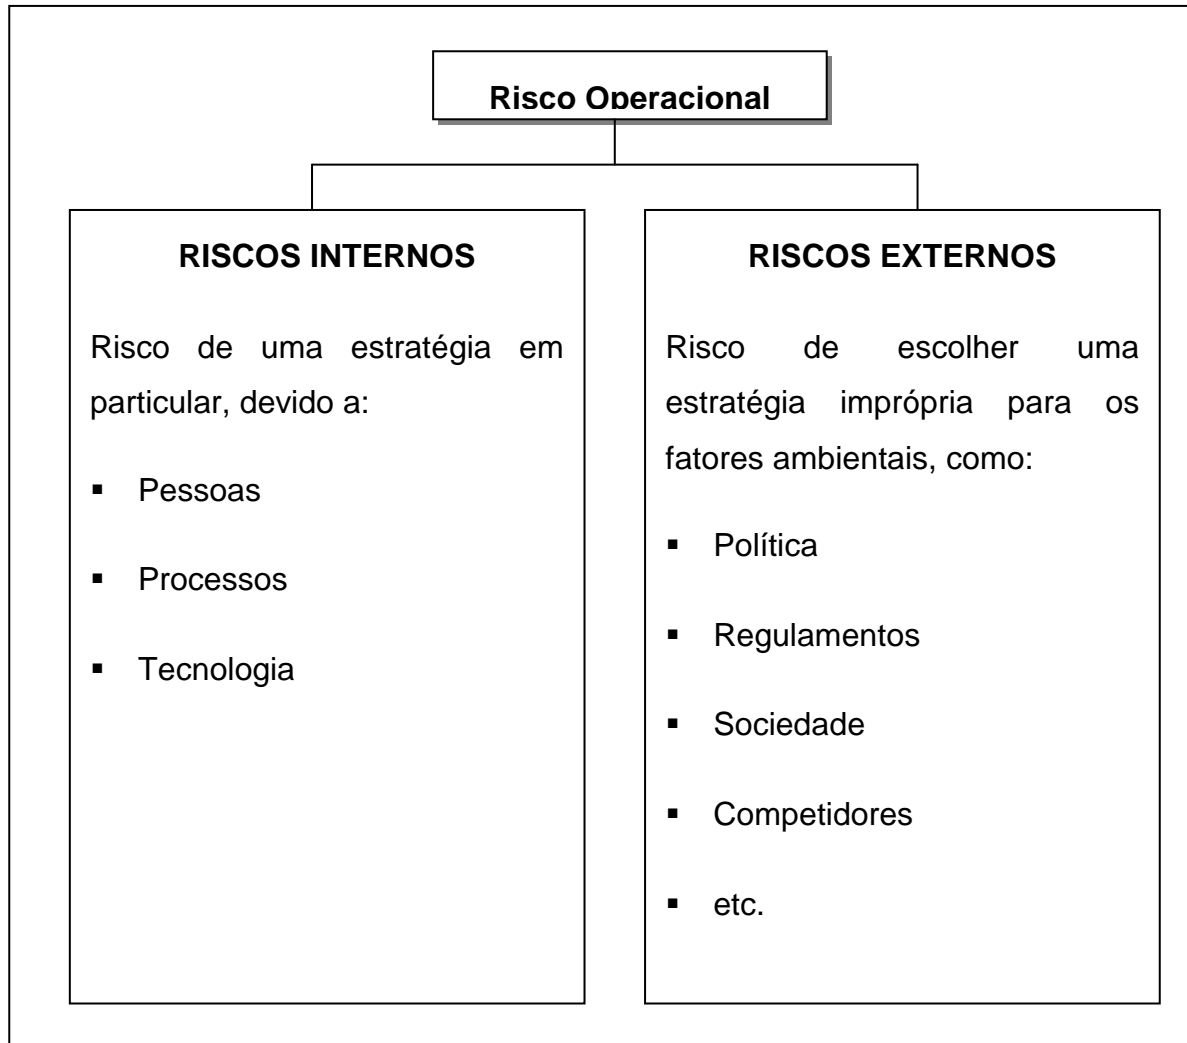 Risco Operacional
RISCOS INTERNOS
Risco de uma estratégia em
particular, devido a:
▪ Pessoas
▪ Processos
▪ Tecnologia
RISCOS EXTERNOS
Risco de escolher uma
estratégia imprópria para os
fatores ambientais, como:
▪ Política
▪ Regulamentos
▪ Sociedade
▪ Competidores
▪ etc.